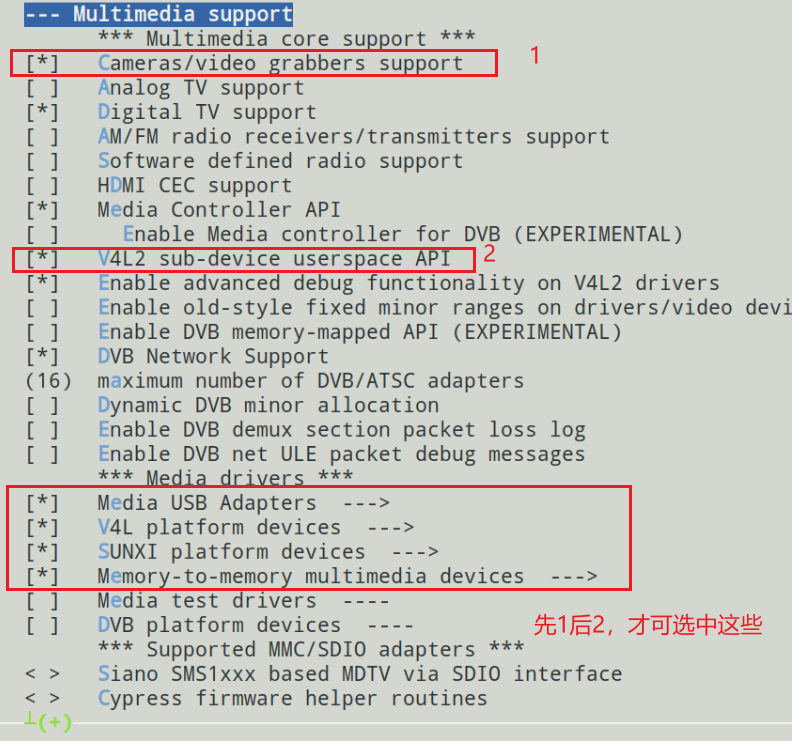 --- Multimedia support
*** Multimedia core support ***
[*] Cameras/video grabbers support 1
[ ] Analog TV support
[*] Digital TV support
[ ] AM/FM radio receivers/transmitters support
[ ] Software defined radio support
[ ] HDMI CEC support
[*] Media Controller API
[ ] Enable Media controller for DVB (EXPERIMENTAL)
[*] V4L2 sub-device userspace API 2
[*] Enable advanced debug functionality on V4L2 drivers
[ ] Enable old-style fixed minor ranges on drivers/video devi
[ ] Enable DVB memory-mapped API (EXPERIMENTAL)
[*] DVB Network Support
(16) maximum number of DVB/ATSC adapters
[ ] Dynamic DVB minor allocation
[ ] Enable DVB demux section packet loss log
[ ] Enable DVB net ULE packet debug messages
*** Media drivers ***
[*] Media USB Adapters --->
[*] V4L platform devices --->
[*] SUNXI platform devices --->
[*] Memory-to-memory multimedia devices --->
[ ] Media test drivers ----
[ ] DVB platform devices ----
先1后2，才可选中这些
*** Supported MMC/SDIO adapters ***
< > Siano SMS1xxx based MDTV via SDIO interface
< > Cypress firmware helper routines
┴(+)